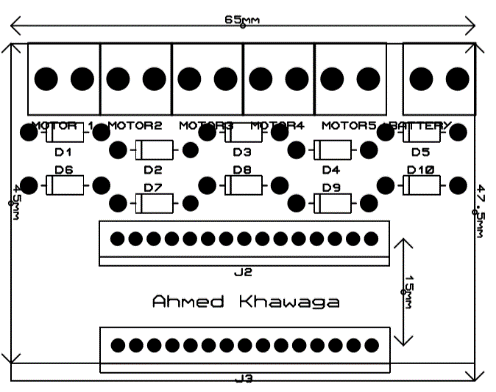 65mm
MOTOR 1 MOTOR2 MOTOR3 MOTOR4 MOTOR5 BATTERY
D1 D2 D3 D4 D5
D6 D7 D8 D9 D10
45mm
47.5mm
J2
15mm
Ahmed Khawaga
J3